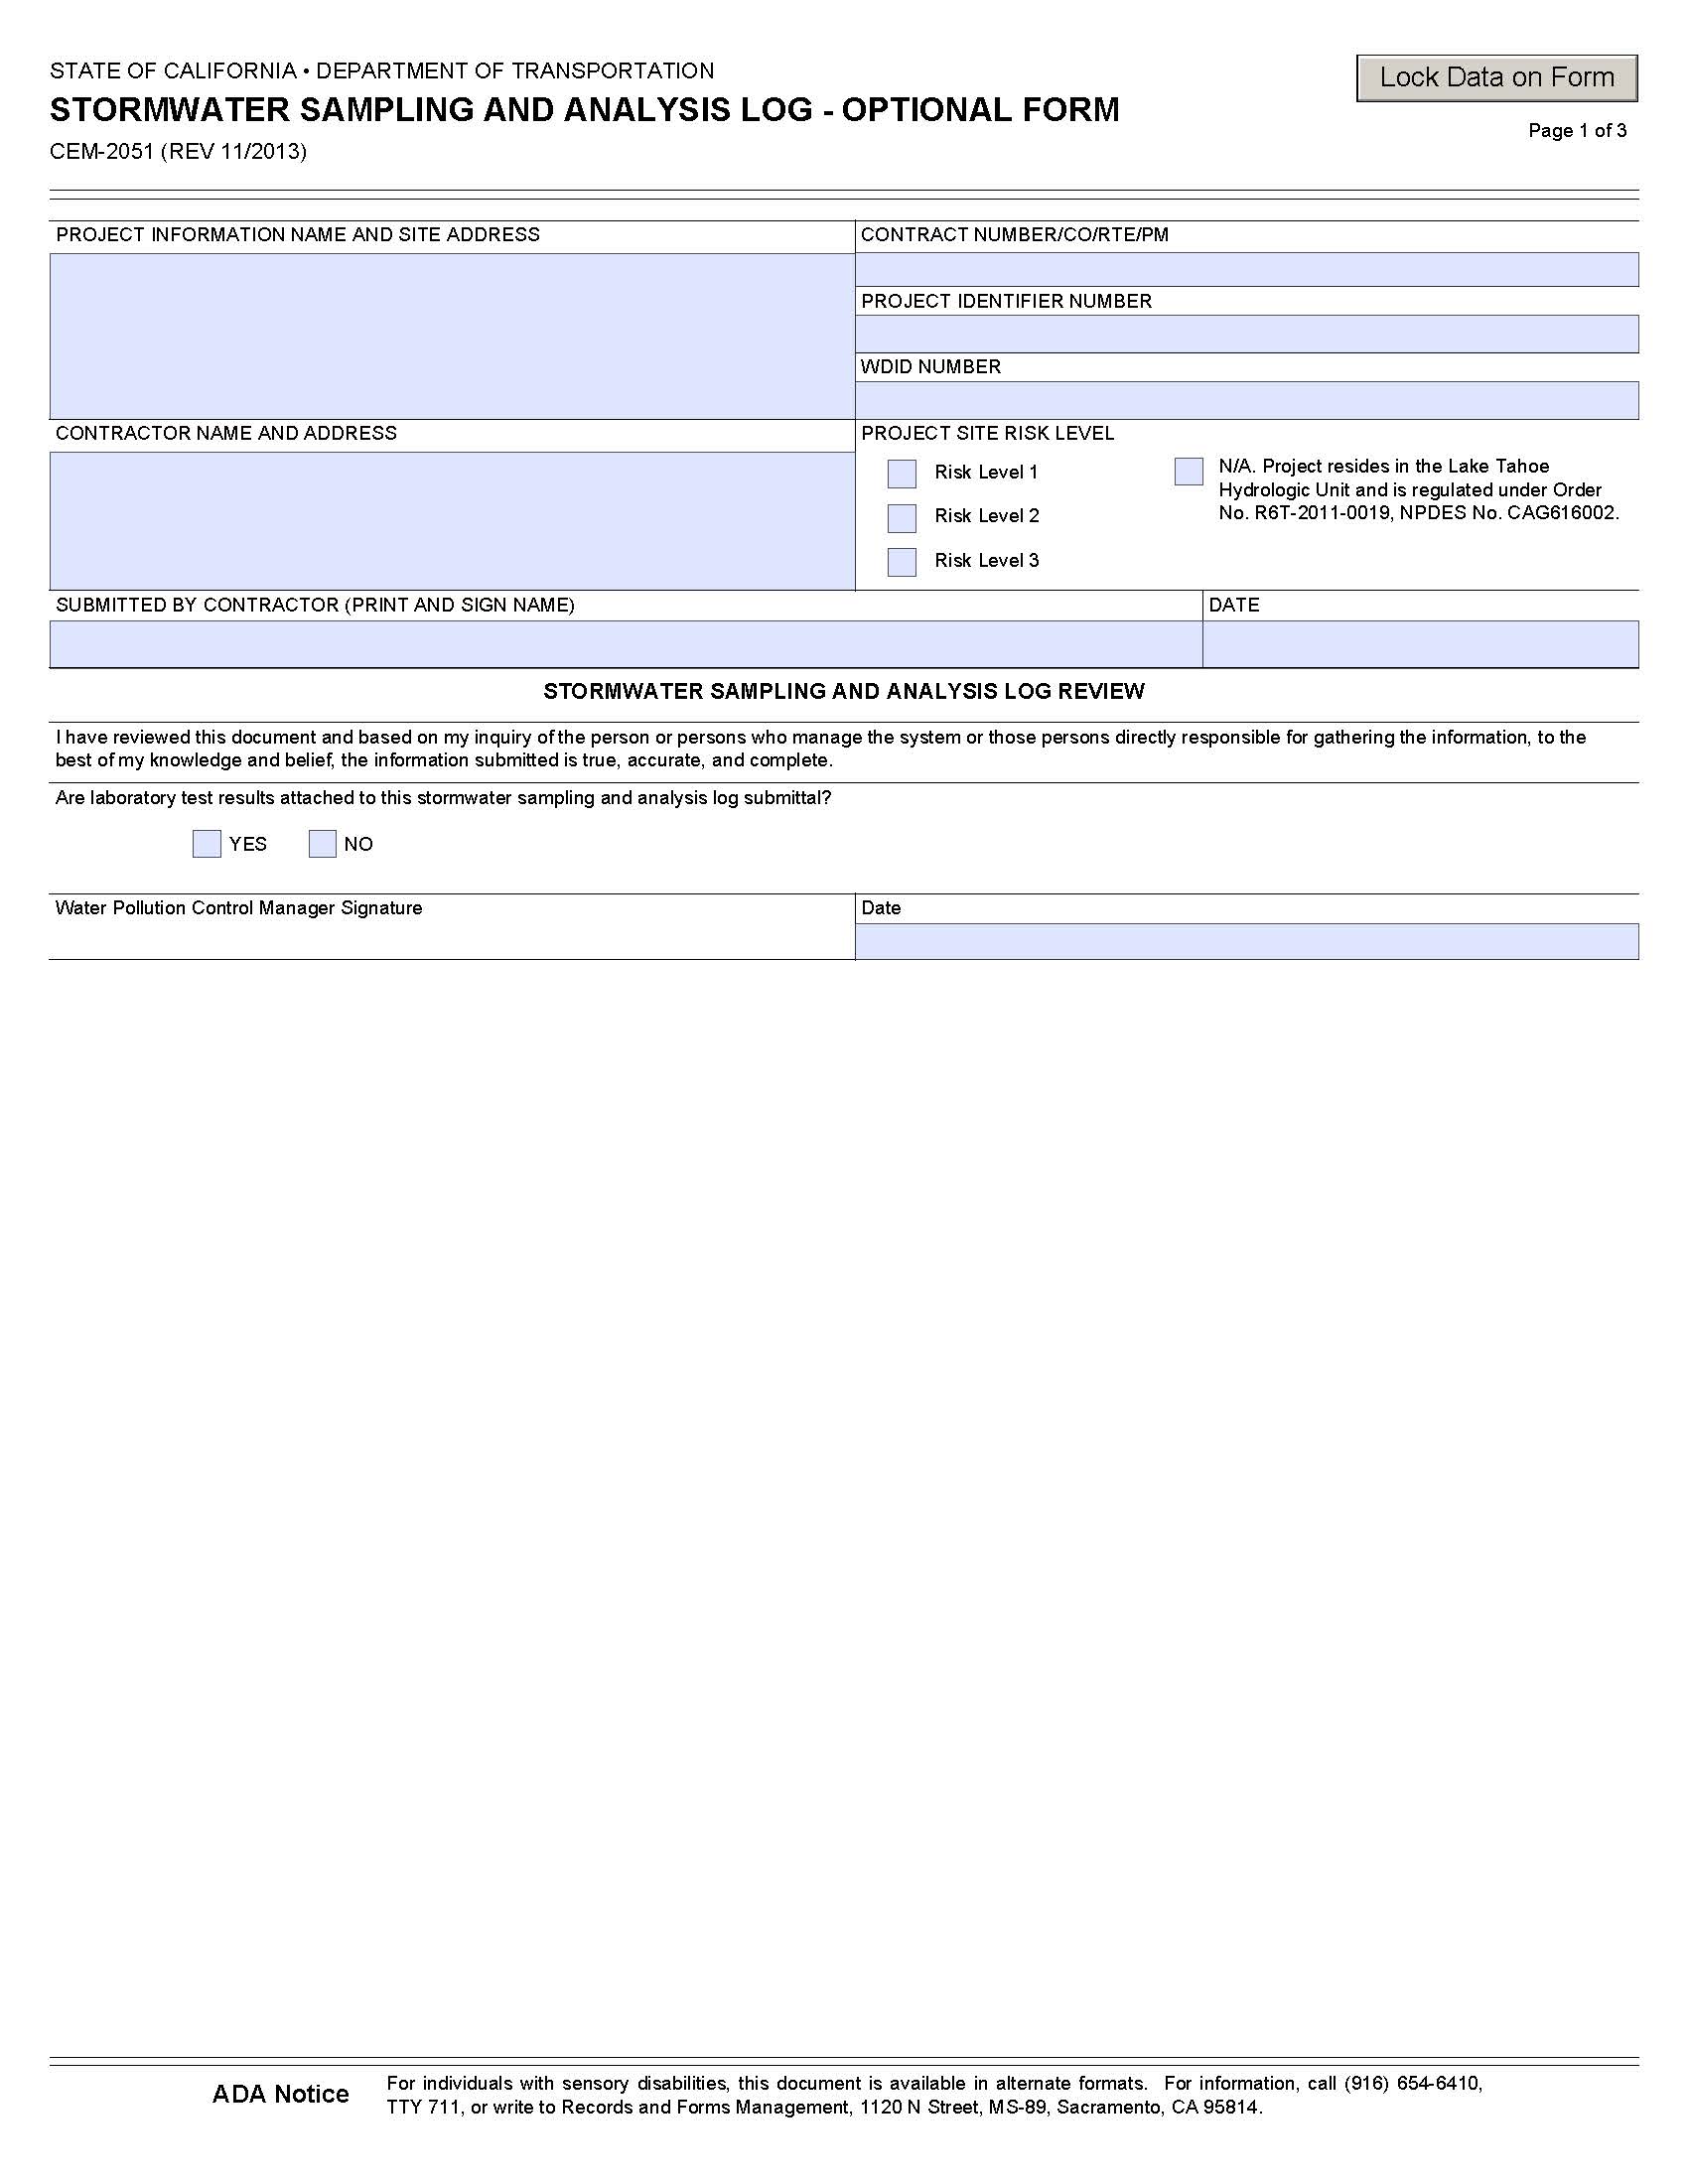 STATE OF CALIFORNIA • DEPARTMENT OF TRANSPORTATION
STORMWATER SAMPLING AND ANALYSIS LOG - OPTIONAL FORM
CEM-2051 (REV 11/2013)
Lock Data on Form
Page 1 of 3
PROJECT INFORMATION NAME AND SITE ADDRESS
CONTRACT NUMBER/CO/RTE/PM
PROJECT IDENTIFIER NUMBER
WDID NUMBER
CONTRACTOR NAME AND ADDRESS
PROJECT SITE RISK LEVEL
Risk Level 1
Risk Level 2
Risk Level 3
N/A. Project resides in the Lake Tahoe
Hydrologic Unit and is regulated under Order
No. R6T-2011-0019, NPDES No. CAG616002.
SUBMITTED BY CONTRACTOR (PRINT AND SIGN NAME)
DATE
STORMWATER SAMPLING AND ANALYSIS LOG REVIEW
I have reviewed this document and based on my inquiry of the person or persons who manage the system or those persons directly responsible for gathering the information, to the
best of my knowledge and belief, the information submitted is true, accurate, and complete.
Are laboratory test results attached to this stormwater sampling and analysis log submittal?
YES NO
Water Pollution Control Manager Signature
Date
ADA Notice
For individuals with sensory disabilities, this document is available in alternate formats. For information, call (916) 654-6410,
TTY 711, or write to Records and Forms Management, 1120 N Street, MS-89, Sacramento, CA 95814.